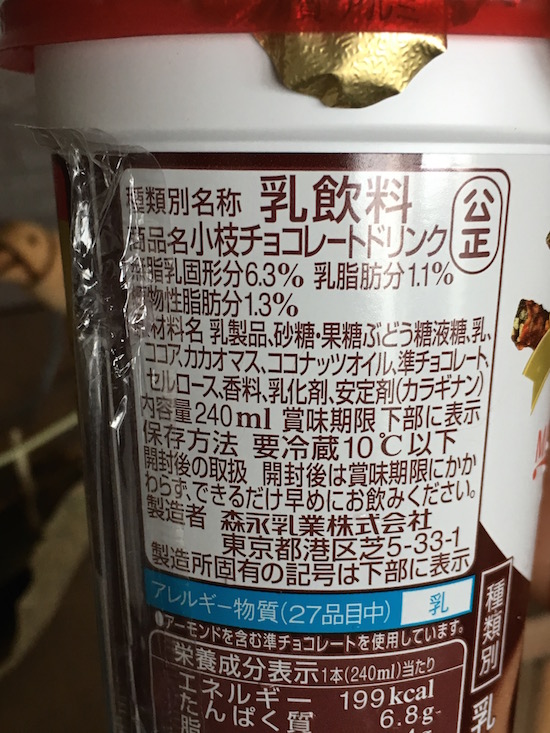 アルミ
種類別名称 乳飲料
公正
商品名 小枝チョコレートドリンク
無脂乳固形分6.3% 乳脂肪分1.1%
植物性脂肪分1.3%
原材料名 乳製品、砂糖・果糖ぶどう糖液糖、乳、
ココア、カカオマス、ココナッツオイル、準チョコレート、
セルロース、香料、乳化剤、安定剤(カラギナン)
内容量 240ml 賞味期限 下部に表示
保存方法 要冷蔵10℃以下
開封後の取扱 開封後は賞味期限にかか
わらず、できるだけ早めにお飲みください。
製造者 森永乳業株式会社
東京都港区芝5-33-1
製造所固有の記号は下部に表示
アレルギー物質(27品目中) 乳
●アーモンドを含む準チョコレートを使用しています。
栄養成分表示 1本(240ml)当たり
エネルギー 199kcal
たんぱく質 6.8g
脂
種類別
乳